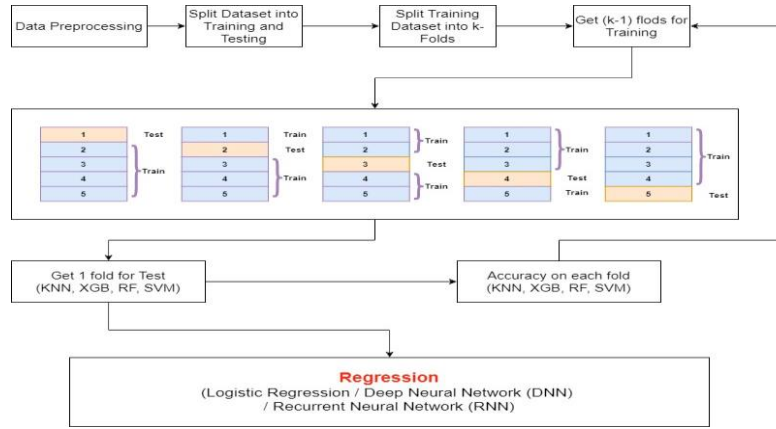 Data Preprocessing
Split Dataset into
Training and
Testing
Split Training
Dataset into k-
Folds
Get (k-1) flods for
Training
1 Test
2
3
4
5
Train
1 Train
2 Test
3
4
5
Train
1
2
Train
3 Test
4
5
Train
1
2
3
Train
4 Test
5 Train
1
2
3
4
Train
5 Test
Get 1 fold for Test
(KNN, XGB, RF, SVM)
Accuracy on each fold
(KNN, XGB, RF, SVM)
Regression
(Logistic Regression / Deep Neural Network (DNN)
/ Recurrent Neural Network (RNN)